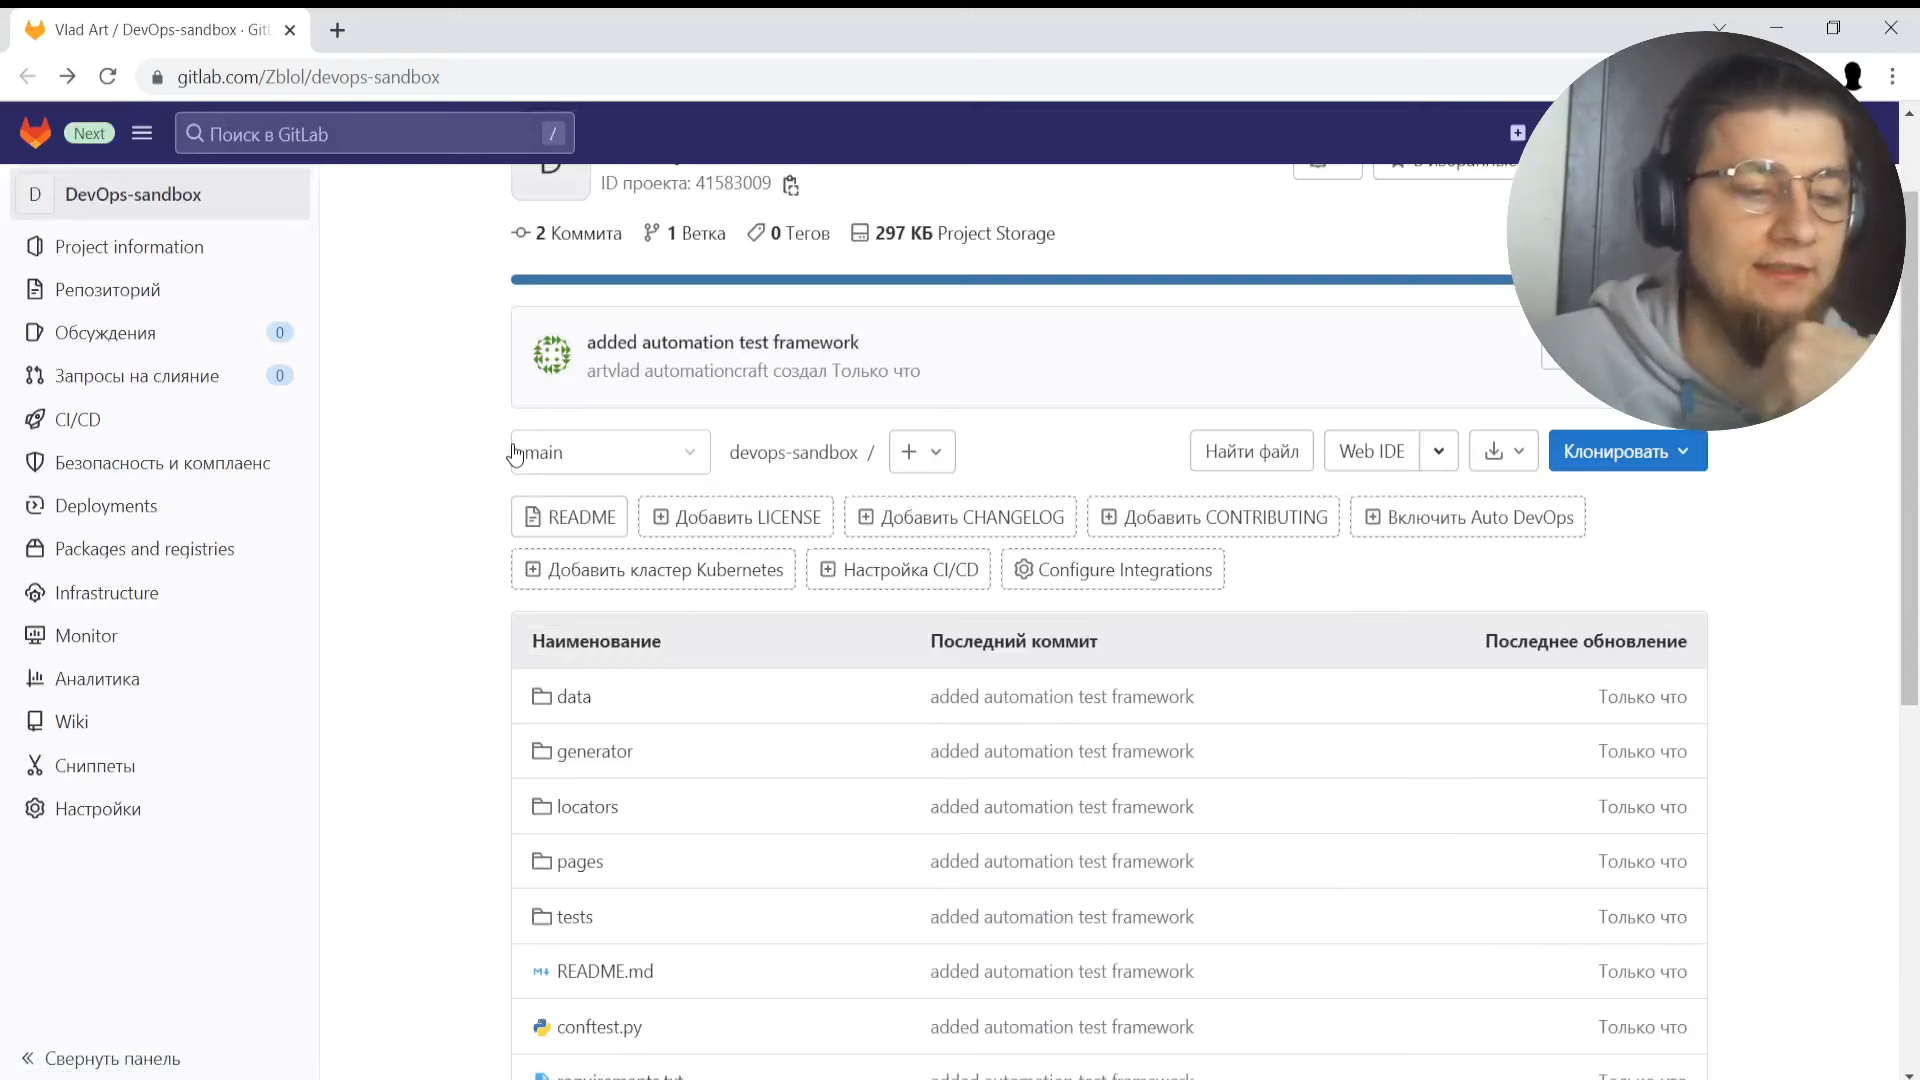 Vlad Art / DevOps-sandbox · Git
gitlab.com/Zblol/devops-sandbox
Next
Поиск в GitLab
/
D
DevOps-sandbox
Project information
Репозиторий
Обсуждения
0
Запросы на слияние
0
CI/CD
Безопасность и комплаенс
Deployments
Packages and registries
Infrastructure
Monitor
Аналитика
Wiki
Сниппеты
Настройки
Свернуть панель
ID проекта: 41583009
2 Коммита
1 Ветка
0 Тегов
297 КБ Project Storage
added automation test framework
artvlad automationcraft создал Только что
main
devops-sandbox /
Найти файл
Web IDE
Клонировать
README
Добавить LICENSE
Добавить CHANGELOG
Добавить CONTRIBUTING
Включить Auto DevOps
Добавить кластер Kubernetes
Настройка CI/CD
Configure Integrations
Наименование
Последний коммит
Последнее обновление
data
added automation test framework
Только что
generator
added automation test framework
Только что
locators
added automation test framework
Только что
pages
added automation test framework
Только что
tests
added automation test framework
Только что
README.md
added automation test framework
Только что
conftest.py
added automation test framework
Только что